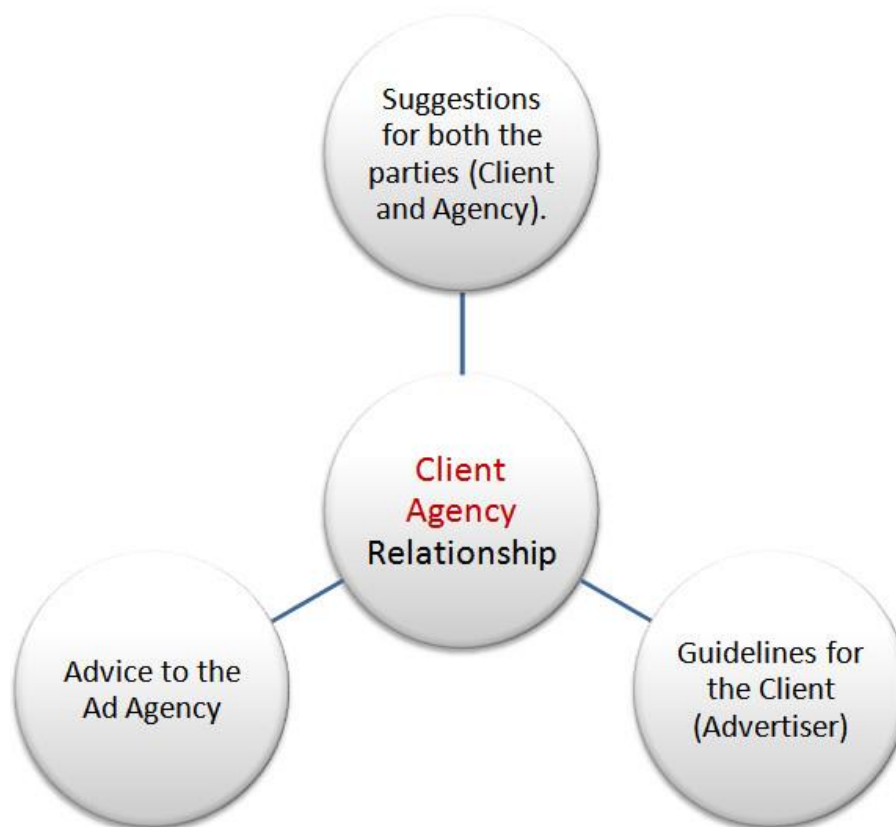 Suggestions
for both the
parties (Client
and Agency).
Client
Agency
Relationship
Advice to the
Ad Agency
Guidelines for
the Client
(Advertiser)